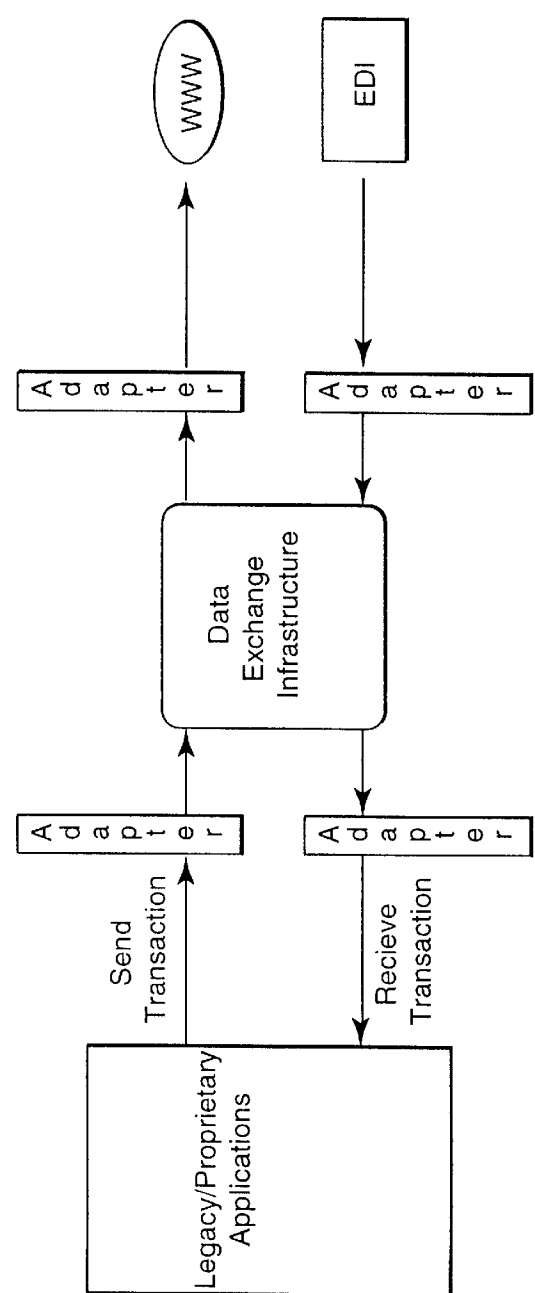 Legacy/Proprietary
Applications
Send
Transaction
Adapter
Recieve
Transaction
Adapter
Data
Exchange
Infrastructure
Adapter
Adapter
WWW
EDI